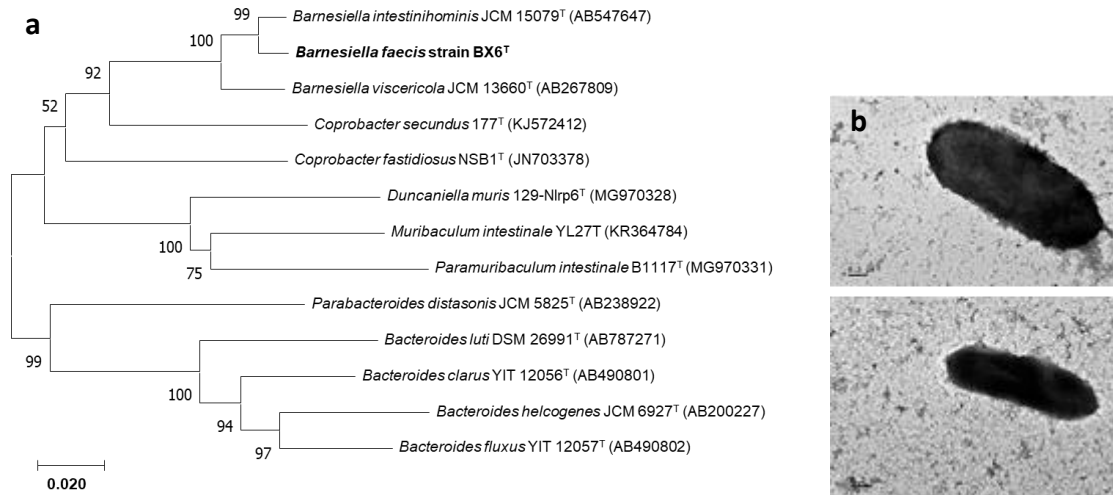 a
99
Barnesiella intestinihominis JCM 15079ᵀ (AB547647)
100
Barnesiella faecis strain BX6ᵀ
92
Barnesiella viscericola JCM 13660ᵀ (AB267809)
52
Coprobacter secundus 177ᵀ (KJ572412)
Coprobacter fastidiosus NSB1ᵀ (JN703378)
Duncaniella muris 129-Nlrp6ᵀ (MG970328)
100
Muribaculum intestinale YL27T (KR364784)
75
Paramuribaculum intestinale B1117ᵀ (MG970331)
Parabacteroides distasonis JCM 5825ᵀ (AB238922)
99
Bacteroides luti DSM 26991ᵀ (AB787271)
100
Bacteroides clarus YIT 12056ᵀ (AB490801)
94
Bacteroides helcogenes JCM 6927ᵀ (AB200227)
97
Bacteroides fluxus YIT 12057ᵀ (AB490802)
0.020
b